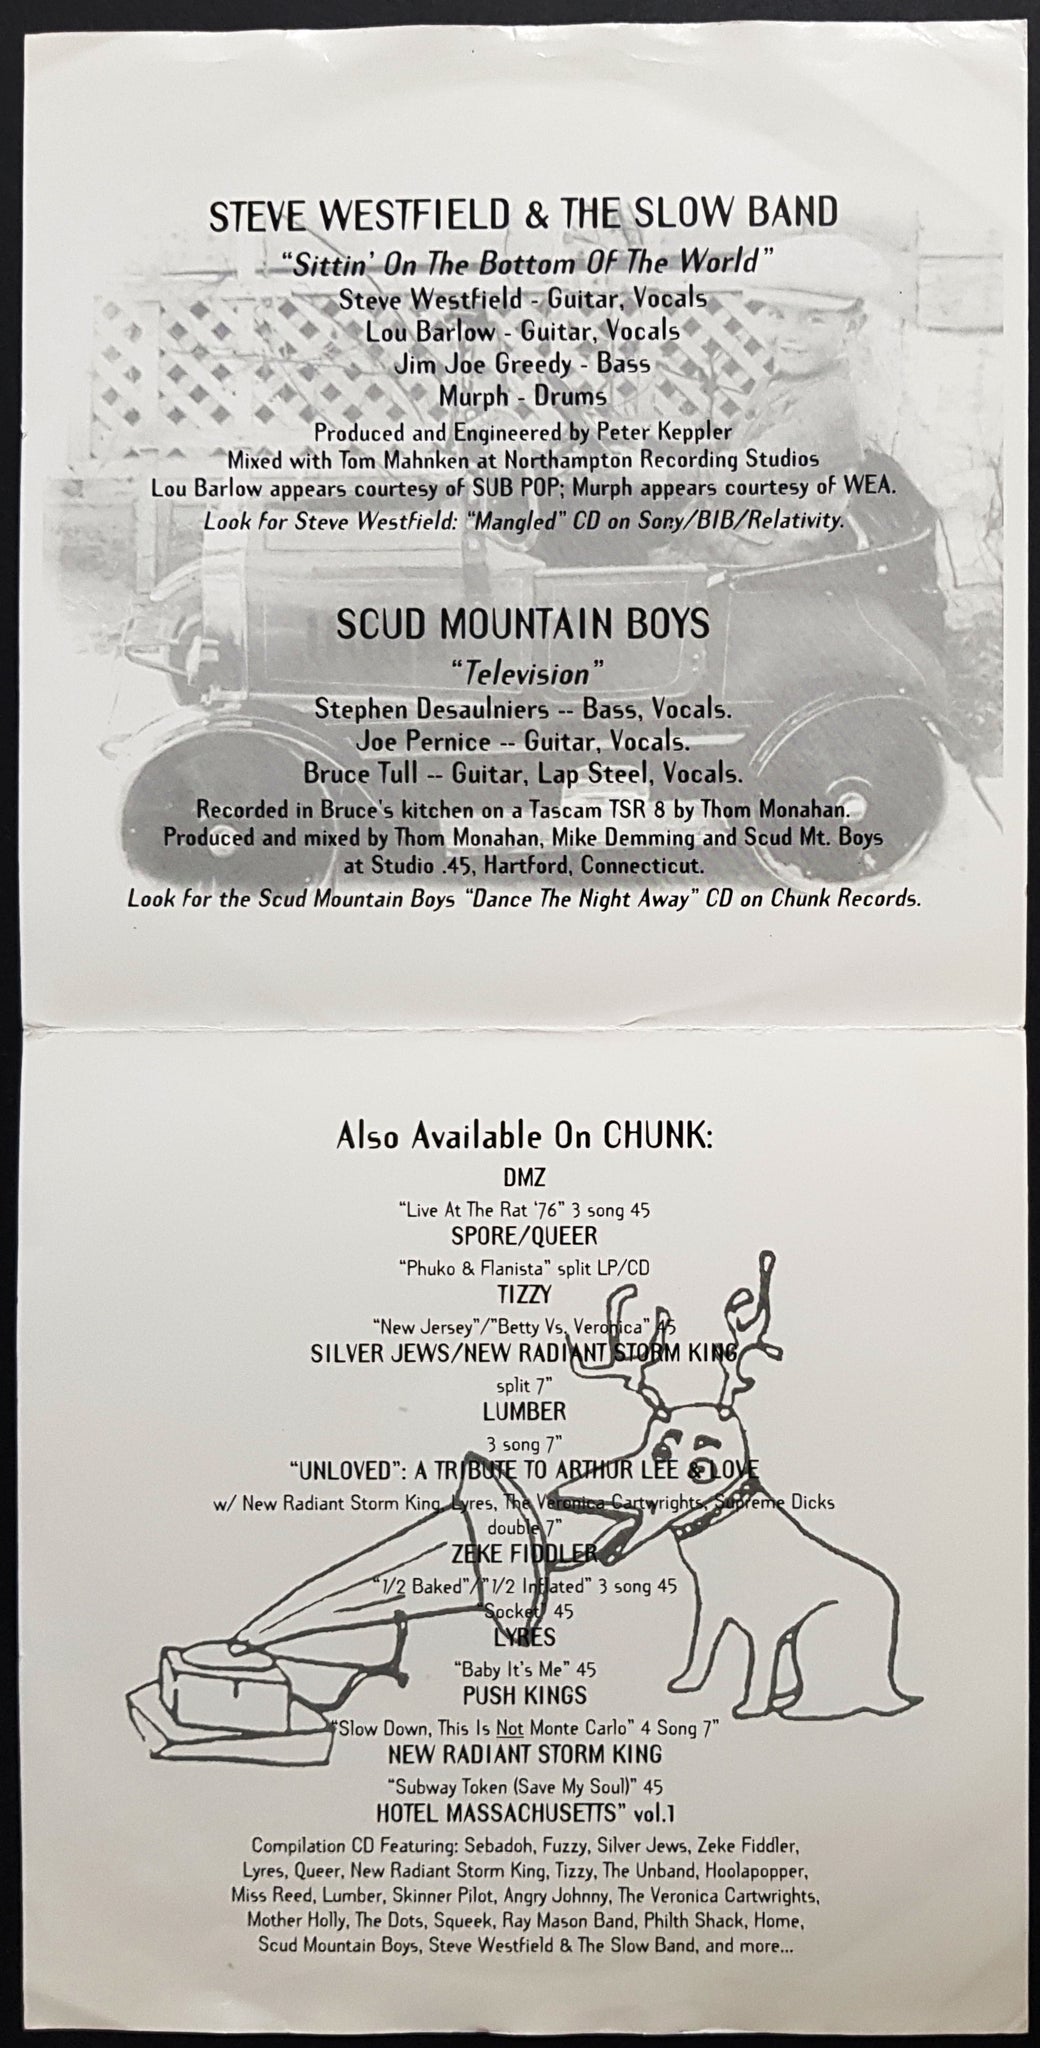 STEVE WESTFIELD & THE SLOW BAND
"Sittin' On The Bottom Of The World"
Steve Westfield - Guitar, Vocals
Lou Barlow - Guitar, Vocals
Jim Joe Greedy - Bass
Murph - Drums
Produced and Engineered by Peter Keppler
Mixed with Tom Mahnken at Northampton Recording Studios
Lou Barlow appears courtesy of SUB POP; Murph appears courtesy of WEA.
Look for Steve Westfield: "Mangled" CD on Sony/BIB/Relativity.
SCUD MOUNTAIN BOYS
"Television"
Stephen Desaulniers -- Bass, Vocals.
Joe Pernice -- Guitar, Vocals.
Bruce Tull -- Guitar, Lap Steel, Vocals.
Recorded in Bruce's kitchen on a Tascam TSR 8 by Thom Monahan.
Produced and mixed by Thom Monahan, Mike Demming and Scud Mt. Boys
at Studio .45, Hartford, Connecticut.
Look for the Scud Mountain Boys "Dance The Night Away" CD on Chunk Records.
Also Available On CHUNK:
DMZ
"Live At The Rat '76" 3 song 45
SPORE/QUEER
"Phuko & Flanista" split LP/CD
TIZZY
"New Jersey"/"Betty Vs. Veronica" 45
SILVER JEWS/NEW RADIANT STORM KING
split 7"
LUMBER
3 song 7"
"UNLOVED": A TRIBUTE TO ARTHUR LEE & LOVE
w/ New Radiant Storm King, Lyres, The Veronica Cartwrights, Supreme Dicks
double 7"
ZEKE FIDDLER
"1/2 Baked"/"1/2 Inflated" 3 song 45
"Socket" 45
LYRES
"Baby It's Me" 45
PUSH KINGS
"Slow Down, This Is Not Monte Carlo" 4 Song 7"
NEW RADIANT STORM KING
"Subway Token (Save My Soul)" 45
HOTEL MASSACHUSETTS" vol.1
Compilation CD Featuring: Sebadoh, Fuzzy, Silver Jews, Zeke Fiddler,
Lyres, Queer, New Radiant Storm King, Tizzy, The Unband, Hoolapopper,
Miss Reed, Lumber, Skinner Pilot, Angry Johnny, The Veronica Cartwrights,
Mother Holly, The Dots, Squeek, Ray Mason Band, Philth Shack, Home,
Scud Mountain Boys, Steve Westfield & The Slow Band, and more...